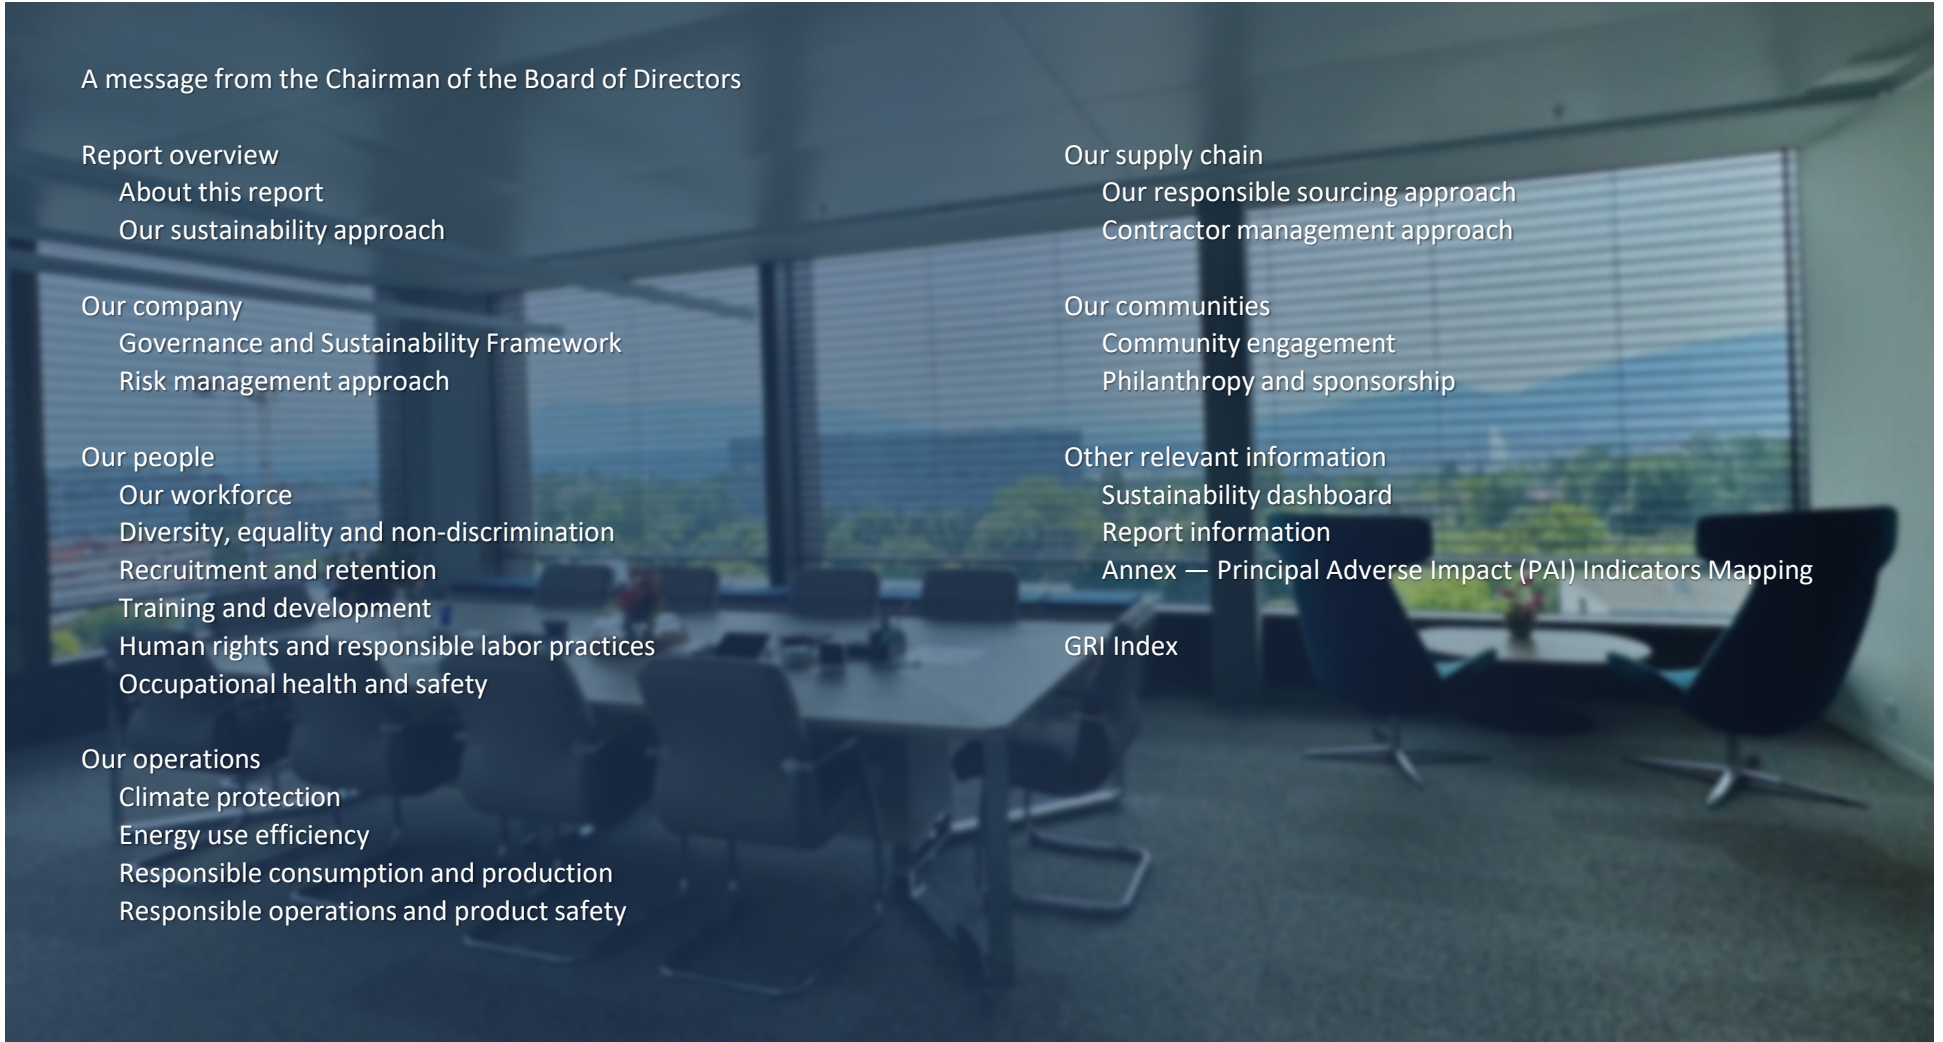 A message from the Chairman of the Board of Directors
Report overview
About this report
Our sustainability approach
Our company
Governance and Sustainability Framework
Risk management approach
Our people
Our workforce
Diversity, equality and non-discrimination
Recruitment and retention
Training and development
Human rights and responsible labor practices
Occupational health and safety
Our operations
Climate protection
Energy use efficiency
Responsible consumption and production
Responsible operations and product safety
Our supply chain
Our responsible sourcing approach
Contractor management approach
Our communities
Community engagement
Philanthropy and sponsorship
Other relevant information
Sustainability dashboard
Report information
Annex — Principal Adverse Impact (PAI) Indicators Mapping
GRI Index